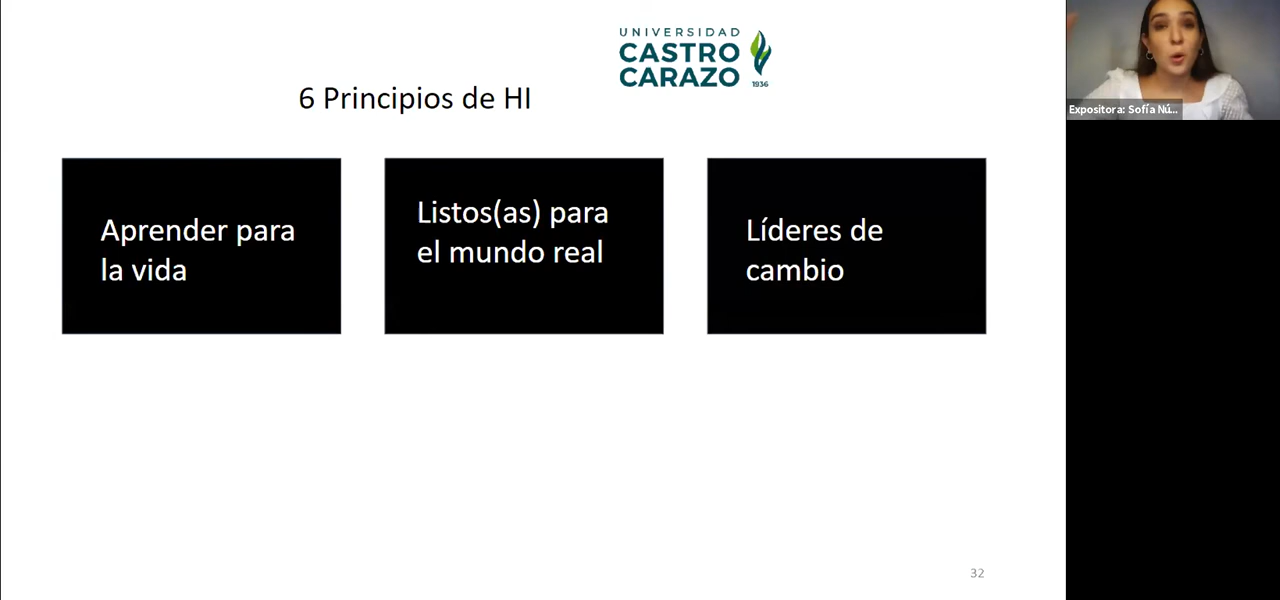 UNIVERSIDAD
CASTRO
CARAZO
1936
6 Principios de HI
Aprender para
la vida
Listos(as) para
el mundo real
Líderes de
cambio
Expositora: Sofía Nú...
32